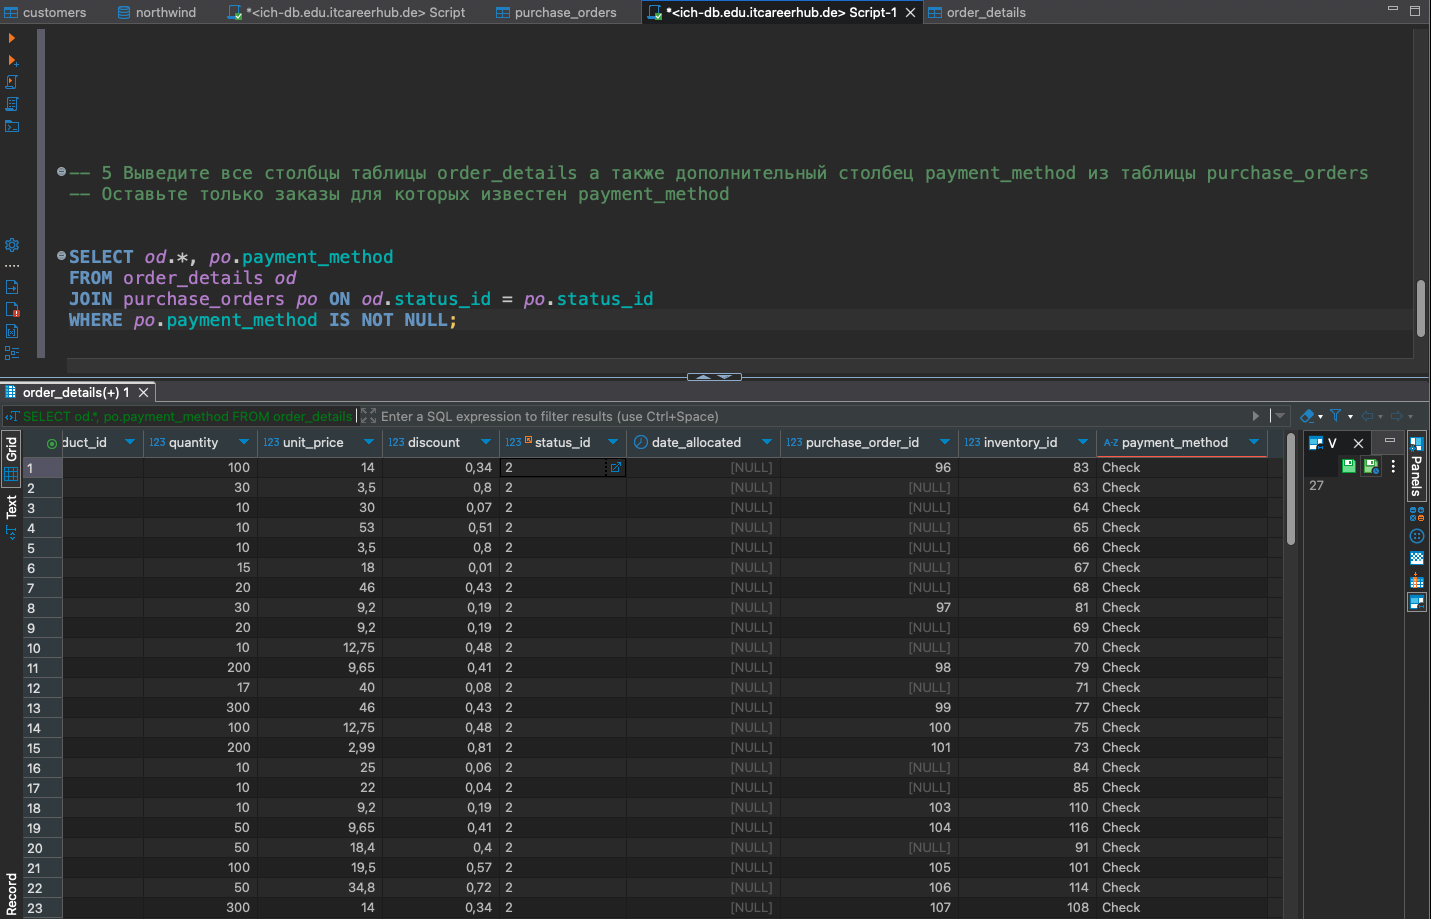 customers northwind *<ich-db.edu.itcareerhub.de> Script purchase_orders *<ich-db.edu.itcareerhub.de> Script-1 order_details
-- 5 Выведите все столбцы таблицы order_details а также дополнительный столбец payment_method из таблицы purchase_orders
-- Оставьте только заказы для которых известен payment_method
SELECT od.*, po.payment_method
FROM order_details od
JOIN purchase_orders po ON od.status_id = po.status_id
WHERE po.payment_method IS NOT NULL;
order_details(+) 1
SELECT od.*, po.payment_method FROM order_details Enter a SQL expression to filter results (use Ctrl+Space)
Grid
Text
Record
duct_id 123 quantity 123 unit_price 123 discount 123 status_id date_allocated 123 purchase_order_id 123 inventory_id A-Z payment_method
1 100 14 0,34 2 [NULL] 96 83 Check
2 30 3,5 0,8 2 [NULL] [NULL] 63 Check
3 10 30 0,07 2 [NULL] [NULL] 64 Check
4 10 53 0,51 2 [NULL] [NULL] 65 Check
5 10 3,5 0,8 2 [NULL] [NULL] 66 Check
6 15 18 0,01 2 [NULL] [NULL] 67 Check
7 20 46 0,43 2 [NULL] [NULL] 68 Check
8 30 9,2 0,19 2 [NULL] 97 81 Check
9 20 9,2 0,19 2 [NULL] [NULL] 69 Check
10 10 12,75 0,48 2 [NULL] [NULL] 70 Check
11 200 9,65 0,41 2 [NULL] 98 79 Check
12 17 40 0,08 2 [NULL] [NULL] 71 Check
13 300 46 0,43 2 [NULL] 99 77 Check
14 100 12,75 0,48 2 [NULL] 100 75 Check
15 200 2,99 0,81 2 [NULL] 101 73 Check
16 10 25 0,06 2 [NULL] [NULL] 84 Check
17 10 22 0,04 2 [NULL] [NULL] 85 Check
18 10 9,2 0,19 2 [NULL] 103 110 Check
19 50 9,65 0,41 2 [NULL] 104 116 Check
20 50 18,4 0,4 2 [NULL] [NULL] 91 Check
21 100 19,5 0,57 2 [NULL] 105 101 Check
22 50 34,8 0,72 2 [NULL] 106 114 Check
23 300 14 0,34 2 [NULL] 107 108 Check
V
27
Panels